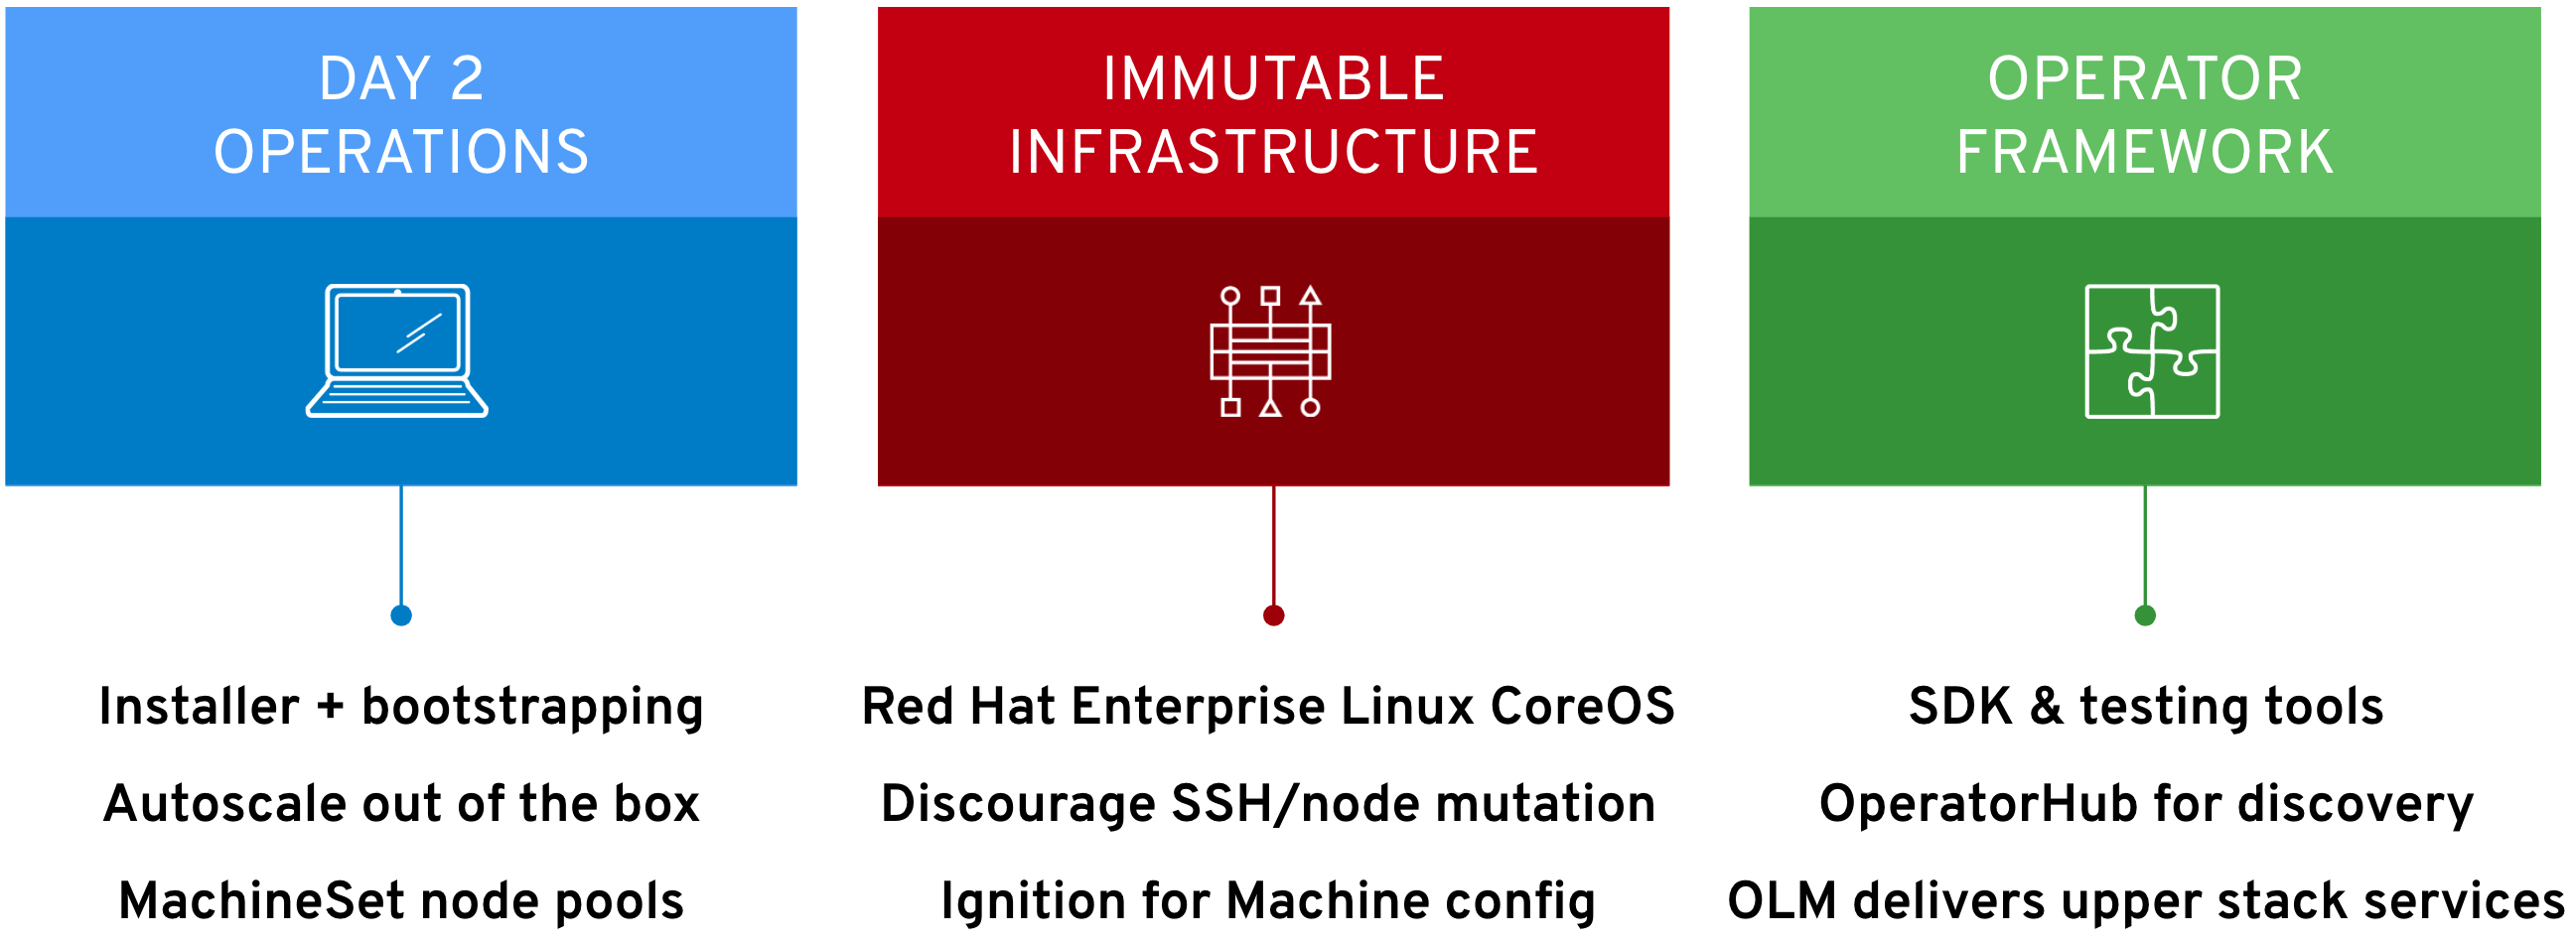 DAY 2
OPERATIONS
Installer + bootstrapping
Autoscale out of the box
MachineSet node pools
IMMUTABLE
INFRASTRUCTURE
Red Hat Enterprise Linux CoreOS
Discourage SSH/node mutation
Ignition for Machine config
OPERATOR
FRAMEWORK
SDK & testing tools
OperatorHub for discovery
OLM delivers upper stack services